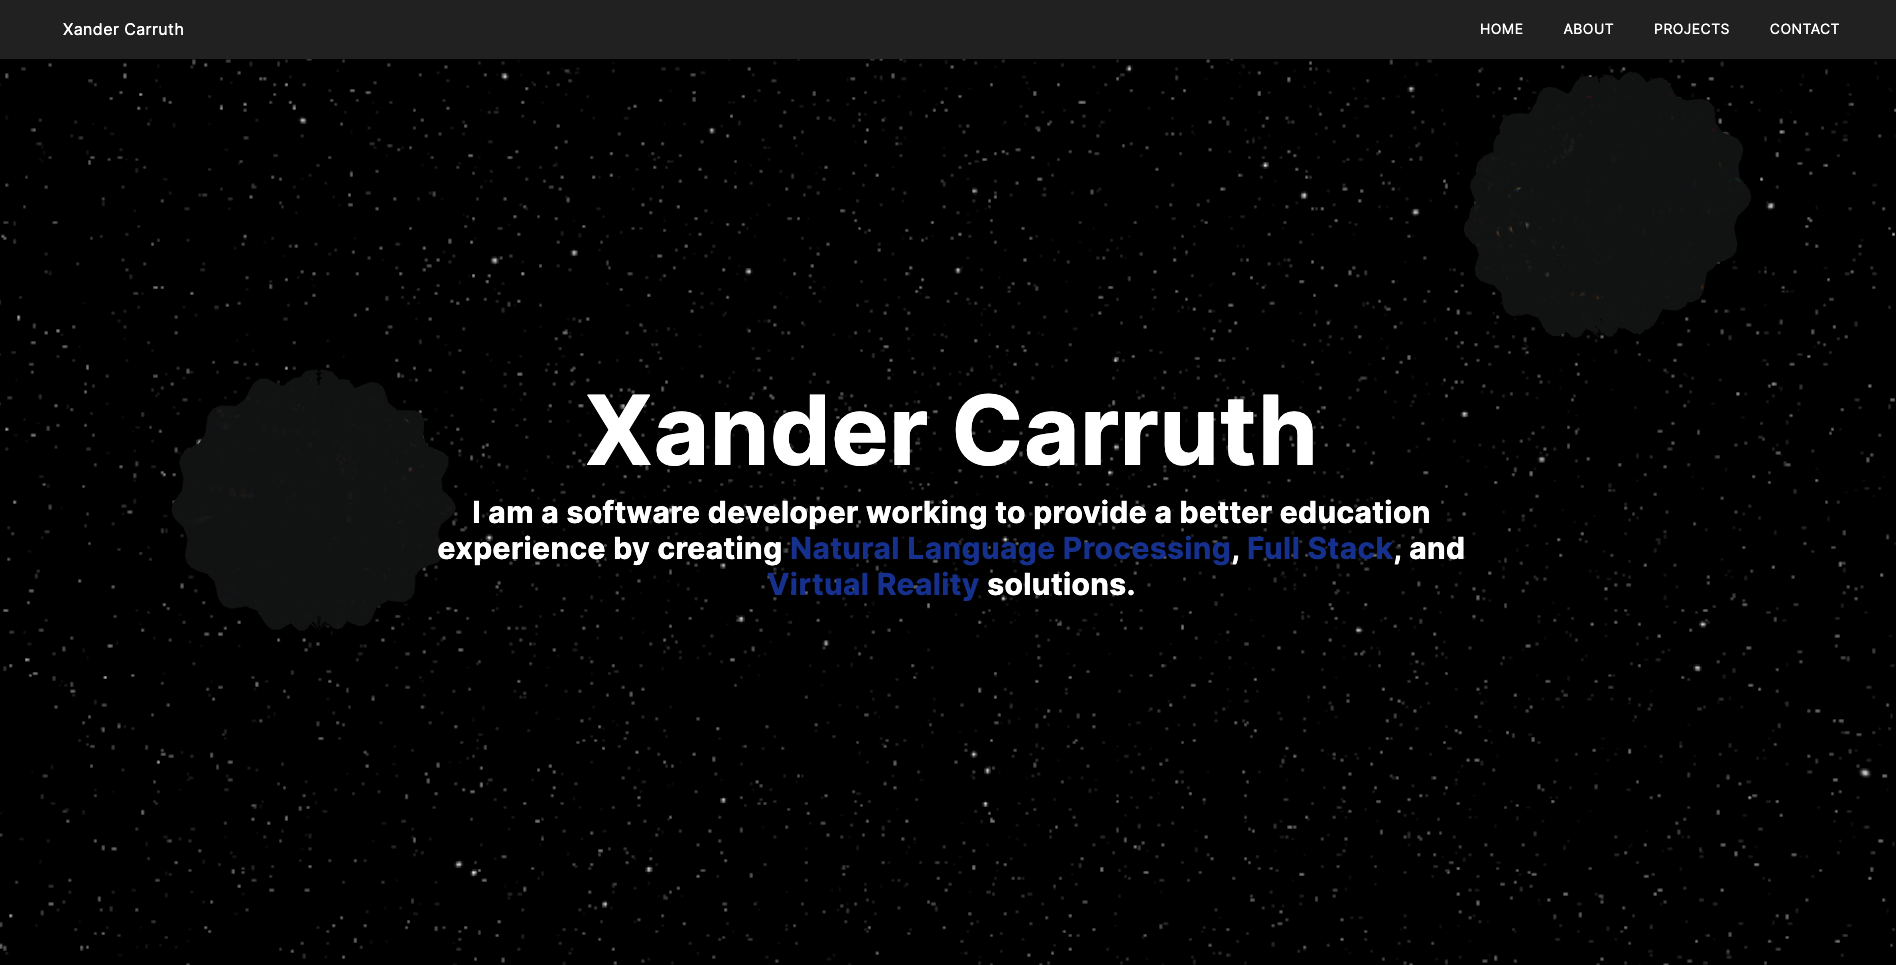 Xander Carruth
HOME ABOUT PROJECTS CONTACT
Xander Carruth
I am a software developer working to provide a better education
experience by creating Natural Language Processing, Full Stack, and
Virtual Reality solutions.